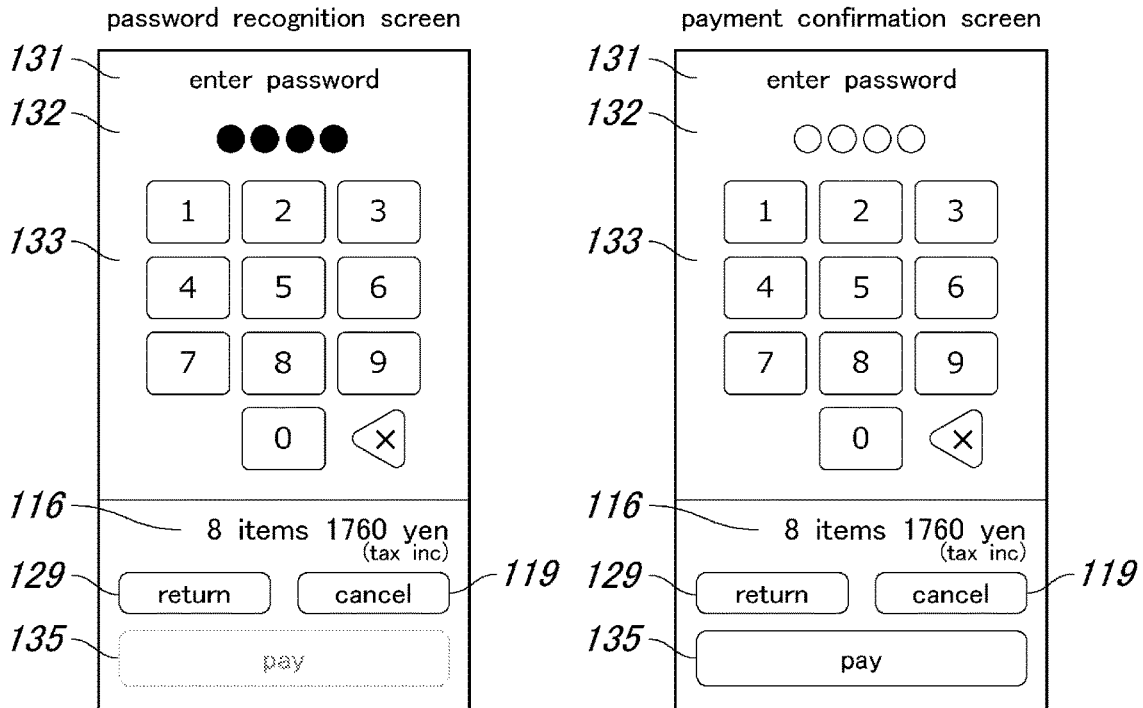 password recognition screen
131
enter password
132
1 2 3
133
4 5 6
7 8 9
0 ×
116
8 items 1760 yen
(tax inc)
129
return cancel
119
135
pay
payment confirmation screen
131
enter password
132
1 2 3
133
4 5 6
7 8 9
0 ×
116
8 items 1760 yen
(tax inc)
129
return cancel
119
135
pay